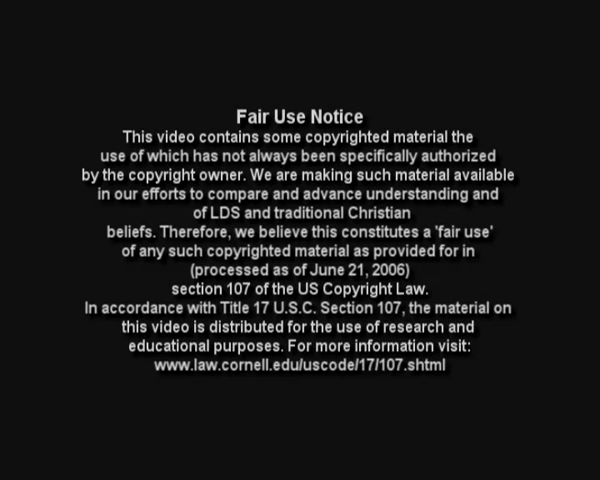 Fair Use Notice
This video contains some copyrighted material the
use of which has not always been specifically authorized
by the copyright owner. We are making such material available
in our efforts to compare and advance understanding and
of LDS and traditional Christian
beliefs. Therefore, we believe this constitutes a 'fair use'
of any such copyrighted material as provided for in
(processed as of June 21, 2006)
section 107 of the US Copyright Law.
In accordance with Title 17 U.S.C. Section 107, the material on
this video is distributed for the use of research and
educational purposes. For more information visit:
www.law.cornell.edu/uscode/17/107.shtml